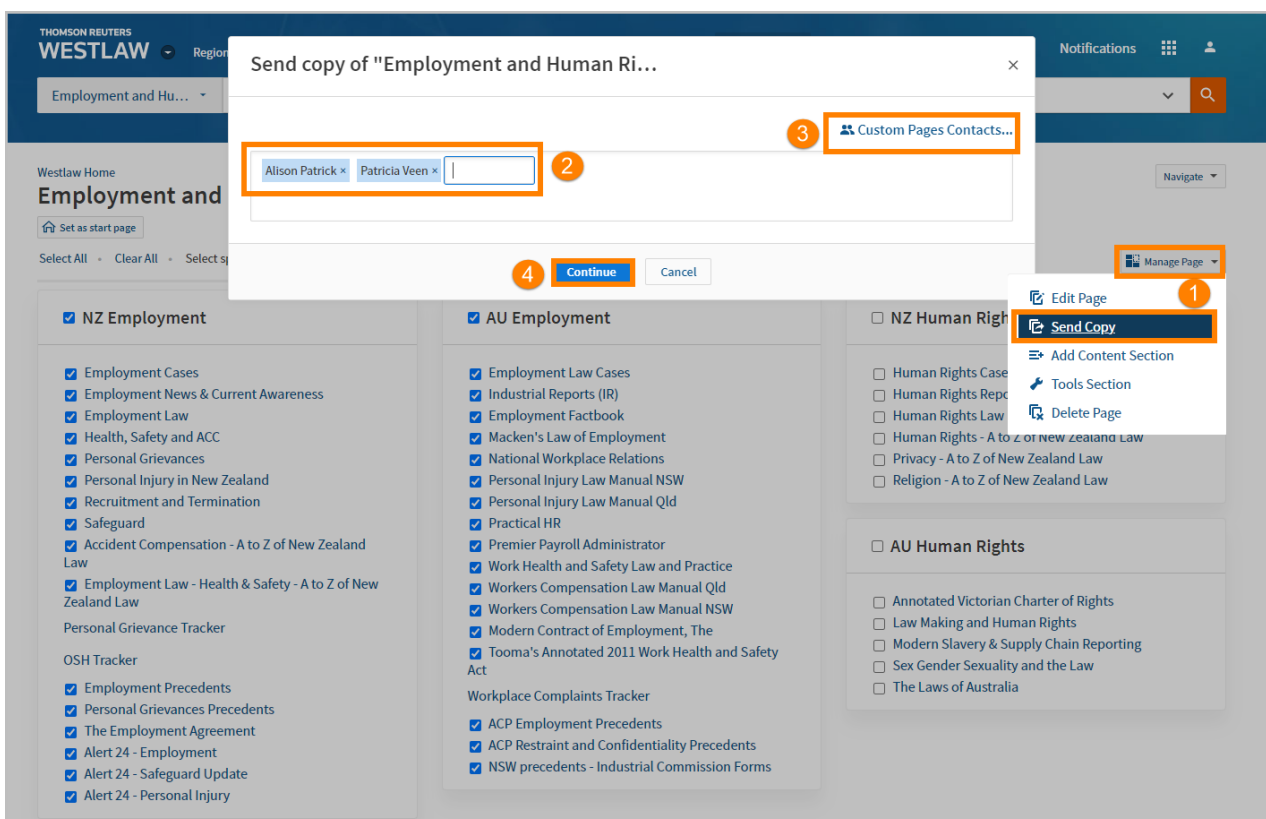 THOMSON REUTERS
WESTLAW
Region
Notifications
Employment and Hu...
Send copy of "Employment and Human Ri...
×
3
Custom Pages Contacts...
Alison Patrick ×
Patricia Veen ×
2
4
Continue
Cancel
Westlaw Home
Navigate
Employment and
Set as start page
Select All • Clear All • Select sp
Manage Page
1
Edit Page
Send Copy
Add Content Section
Tools Section
Delete Page
NZ Employment
Employment Cases
Employment News & Current Awareness
Employment Law
Health, Safety and ACC
Personal Grievances
Personal Injury in New Zealand
Recruitment and Termination
Safeguard
Accident Compensation - A to Z of New Zealand
Law
Employment Law - Health & Safety - A to Z of New
Zealand Law
Personal Grievance Tracker
OSH Tracker
Employment Precedents
Personal Grievances Precedents
The Employment Agreement
Alert 24 - Employment
Alert 24 - Safeguard Update
Alert 24 - Personal Injury
AU Employment
Employment Law Cases
Industrial Reports (IR)
Employment Factbook
Macken's Law of Employment
National Workplace Relations
Personal Injury Law Manual NSW
Personal Injury Law Manual Qld
Practical HR
Premier Payroll Administrator
Work Health and Safety Law and Practice
Workers Compensation Law Manual Qld
Workers Compensation Law Manual NSW
Modern Contract of Employment, The
Tooma's Annotated 2011 Work Health and Safety
Act
Workplace Complaints Tracker
ACP Employment Precedents
ACP Restraint and Confidentiality Precedents
NSW precedents - Industrial Commission Forms
NZ Human Righ
Human Rights Case
Human Rights Repo
Human Rights Law
Human Rights - A to Z of New Zealand Law
Privacy - A to Z of New Zealand Law
Religion - A to Z of New Zealand Law
AU Human Rights
Annotated Victorian Charter of Rights
Law Making and Human Rights
Modern Slavery & Supply Chain Reporting
Sex Gender Sexuality and the Law
The Laws of Australia